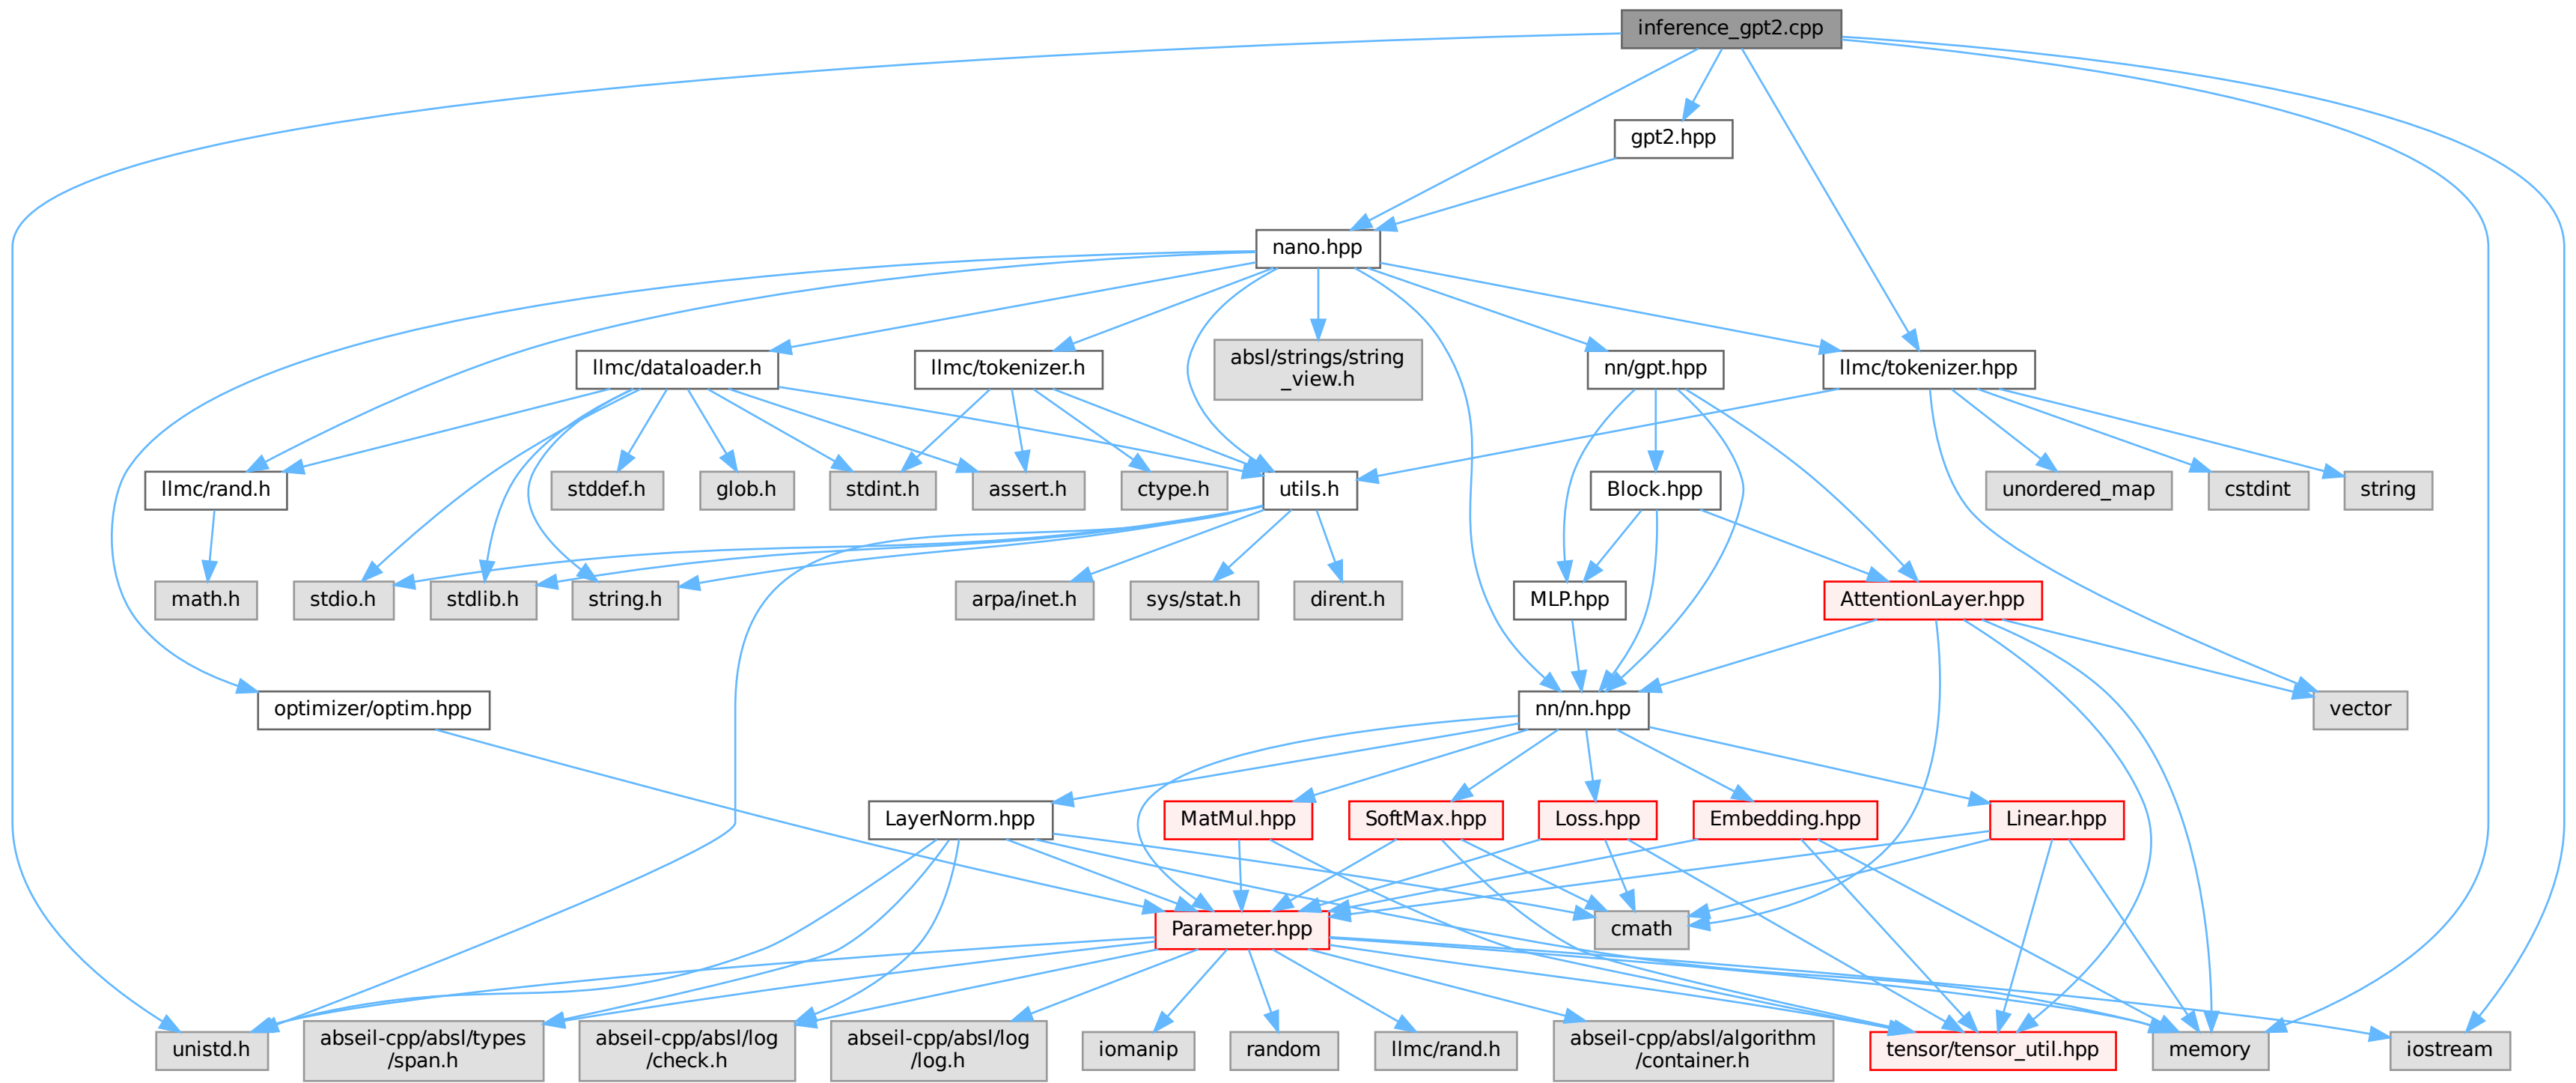 inference_gpt2.cpp
gpt2.hpp
nano.hpp
llmc/dataloader.h
llmc/tokenizer.h
absl/strings/string
_view.h
nn/gpt.hpp
llmc/tokenizer.hpp
llmc/rand.h
stddef.h
glob.h
stdint.h
assert.h
ctype.h
utils.h
Block.hpp
unordered_map
cstdint
string
math.h
stdio.h
stdlib.h
string.h
arpa/inet.h
sys/stat.h
dirent.h
MLP.hpp
AttentionLayer.hpp
optimizer/optim.hpp
nn/nn.hpp
vector
LayerNorm.hpp
MatMul.hpp
SoftMax.hpp
Loss.hpp
Embedding.hpp
Linear.hpp
Parameter.hpp
cmath
unistd.h
abseil-cpp/absl/types
/span.h
abseil-cpp/absl/log
/check.h
abseil-cpp/absl/log
/log.h
iomanip
random
llmc/rand.h
abseil-cpp/absl/algorithm
/container.h
tensor/tensor_util.hpp
memory
iostream